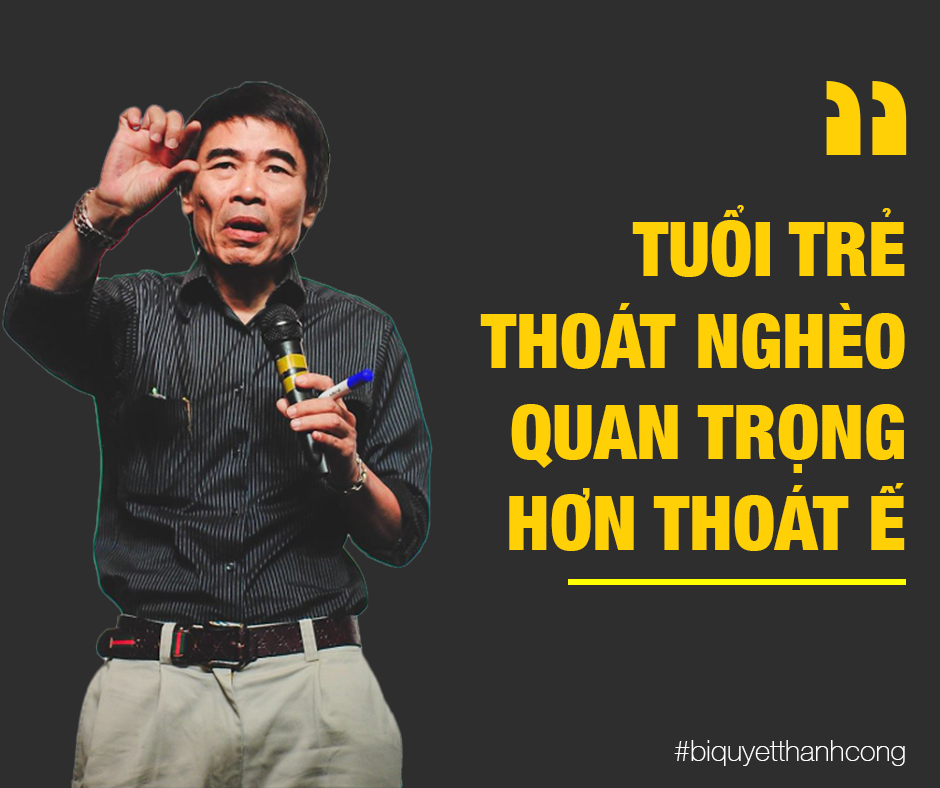 TUỔI TRẺ
THOÁT NGHÈO
QUAN TRỌNG
HƠN THOÁT Ế
#biquyetthanhcong